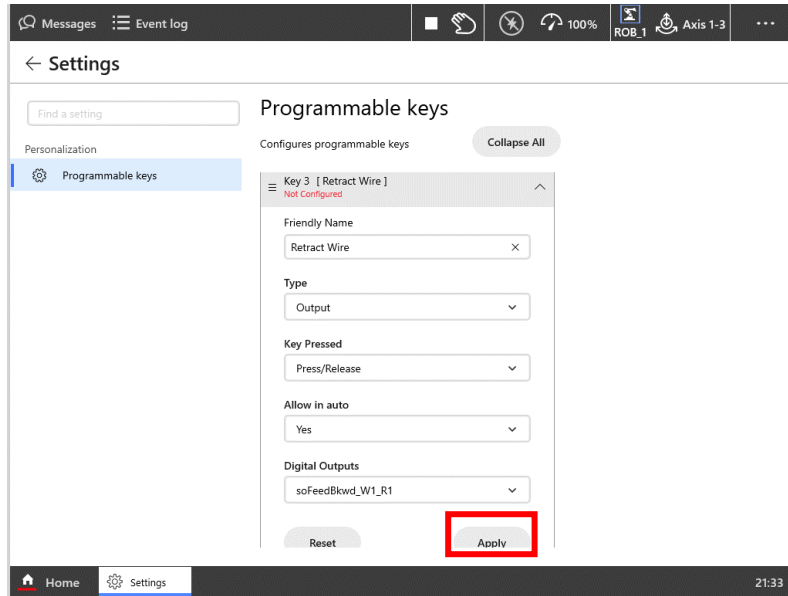 Messages Event log 100% ROB_1 Axis 1-3
Settings
Find a setting
Personalization
Programmable keys
Programmable keys
Configures programmable keys Collapse All
Key 3 [ Retract Wire ]
Not Configured
Friendly Name
Retract Wire
Type
Output
Key Pressed
Press/Release
Allow in auto
Yes
Digital Outputs
soFeedBkwd_W1_R1
Reset Apply
Home Settings 21:33